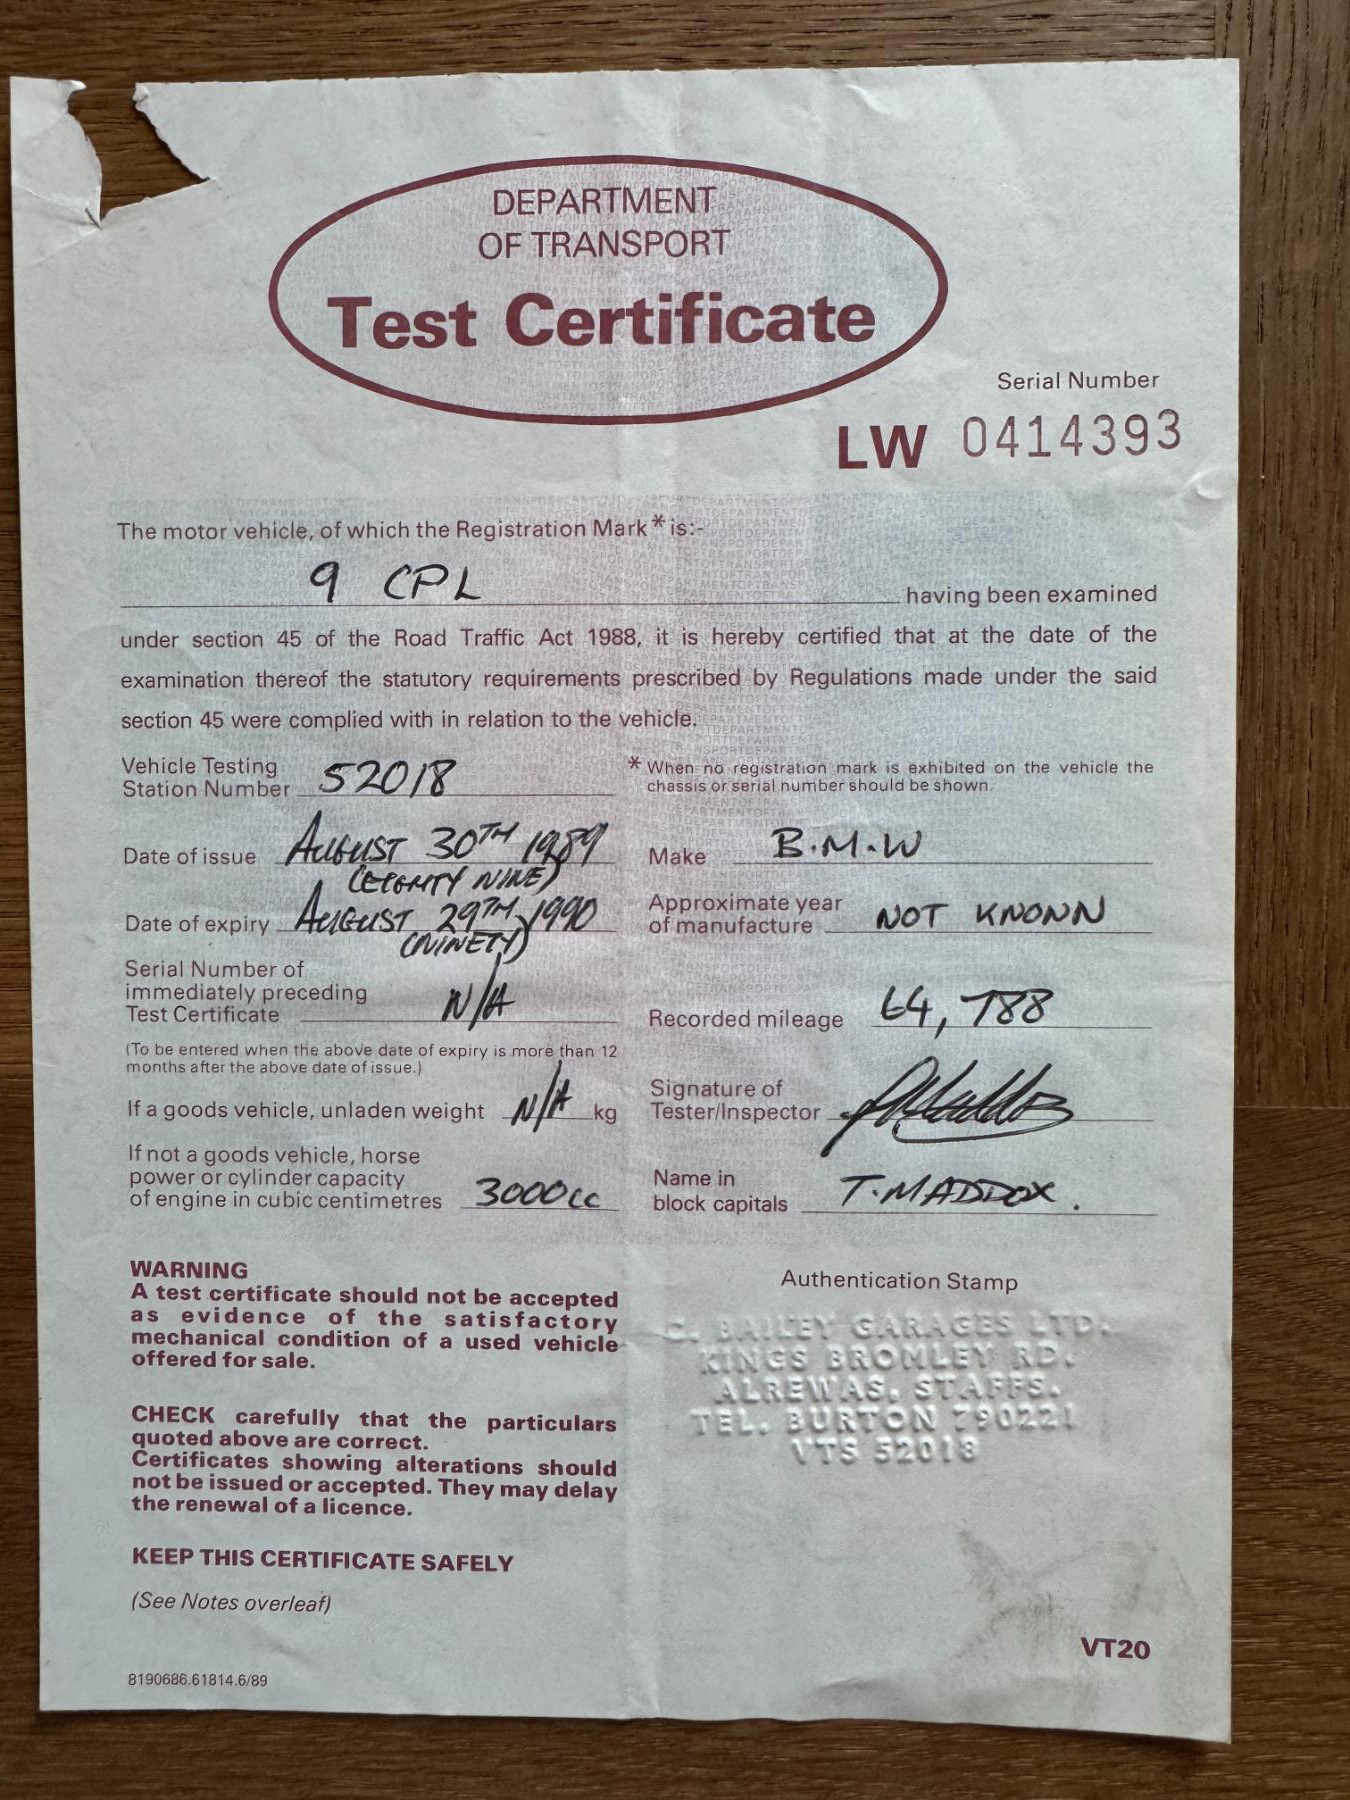 DEPARTMENT
OF TRANSPORT
Test Certificate
Serial Number
LW 0414393
The motor vehicle, of which the Registration Mark* is:-
9 CPL having been examined
under section 45 of the Road Traffic Act 1988, it is hereby certified that at the date of the
examination thereof the statutory requirements prescribed by Regulations made under the said
section 45 were complied with in relation to the vehicle.
Vehicle Testing
Station Number 52018
* When no registration mark is exhibited on the vehicle the
chassis or serial number should be shown.
Date of issue AUGUST 30TH 1989
(EIGHTY NINE)
Date of expiry AUGUST 29TH 1990
(NINETY)
Serial Number of
immediately preceding
Test Certificate N/A
(To be entered when the above date of expiry is more than 12
months after the above date of issue.)
If a goods vehicle, unladen weight N/A kg
If not a goods vehicle, horse
power or cylinder capacity
of engine in cubic centimetres 3000cc
Make B.M.W
Approximate year
of manufacture NOT KNONN
Recorded mileage 64,788
Signature of
Tester/Inspector
Name in
block capitals T. MADDOX.
WARNING
A test certificate should not be accepted
as evidence of the satisfactory
mechanical condition of a used vehicle
offered for sale.
CHECK carefully that the particulars
quoted above are correct.
Certificates showing alterations should
not be issued or accepted. They may delay
the renewal of a licence.
KEEP THIS CERTIFICATE SAFELY
(See Notes overleaf)
8190686.61814.6/89
Authentication Stamp
C. BAILEY GARAGES LTD.
KINGS BROMLEY RD.
ALREWAS. STAFFS.
TEL. BURTON 790221
VTS 52018
VT20